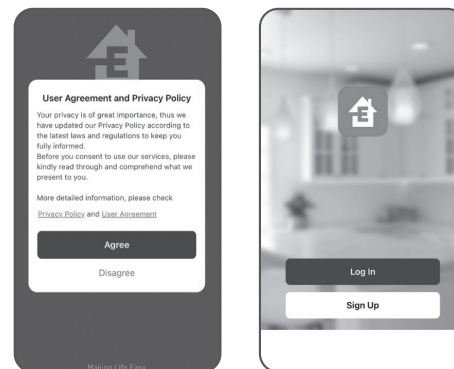 E
User Agreement and Privacy Policy
Your privacy is of great importance, thus we
have updated our Privacy Policy according to
the latest laws and regulations to keep you
fully informed.
Before you consent to use our services, please
kindly read through and comprehend what we
present to you.
More detailed information, please check
Privacy Policy and User Agreement
Agree
Disagree
Making Life Easy
E
Log In
Sign Up